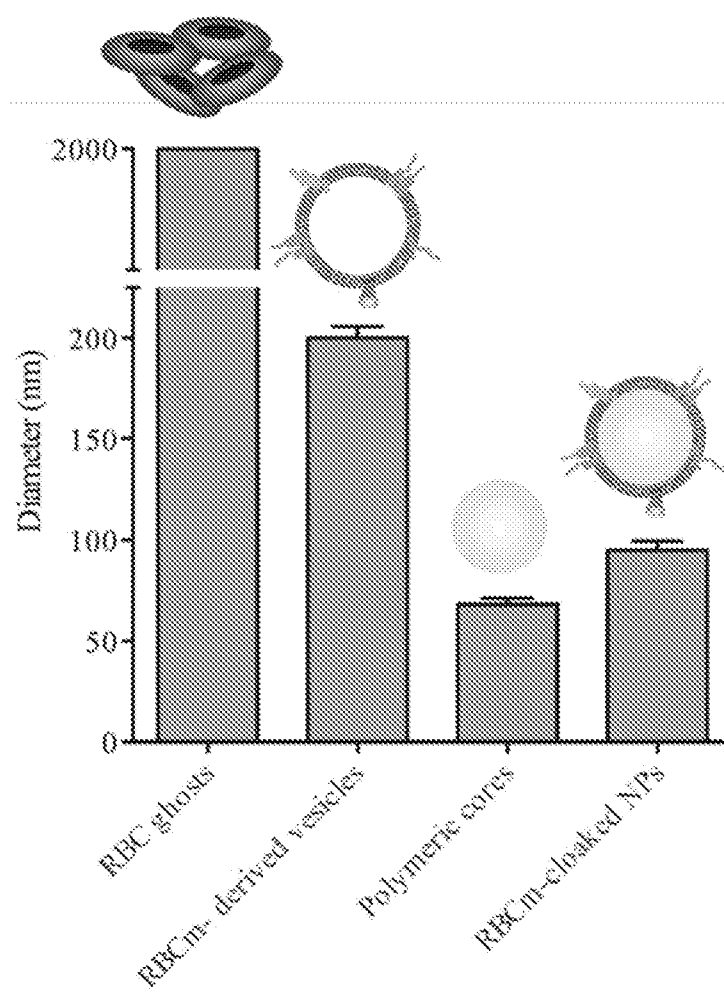 2000
200
150
100
50
0
Diameter (nm)
RBC ghosts
RBCm- derived vesicles
Polymeric cores
RBCm-cloaked NPs